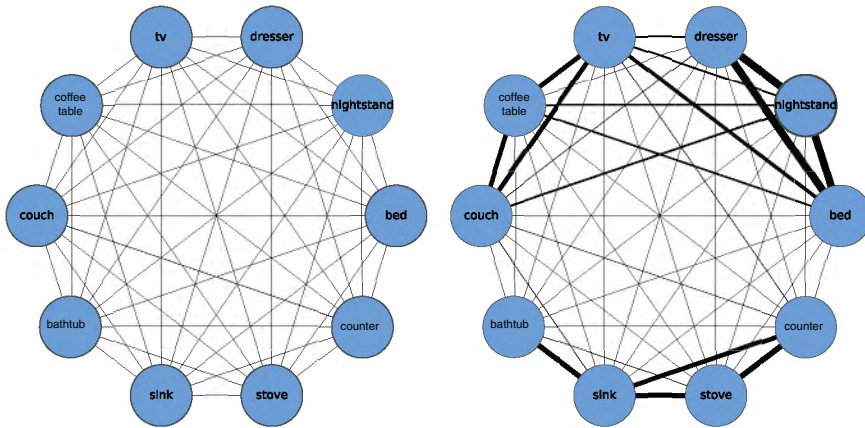 tv
dresser
coffee
table
nightstand
couch
bed
bathtub
counter
sink
stove
tv
dresser
coffee
table
nightstand
couch
bed
bathtub
counter
sink
stove